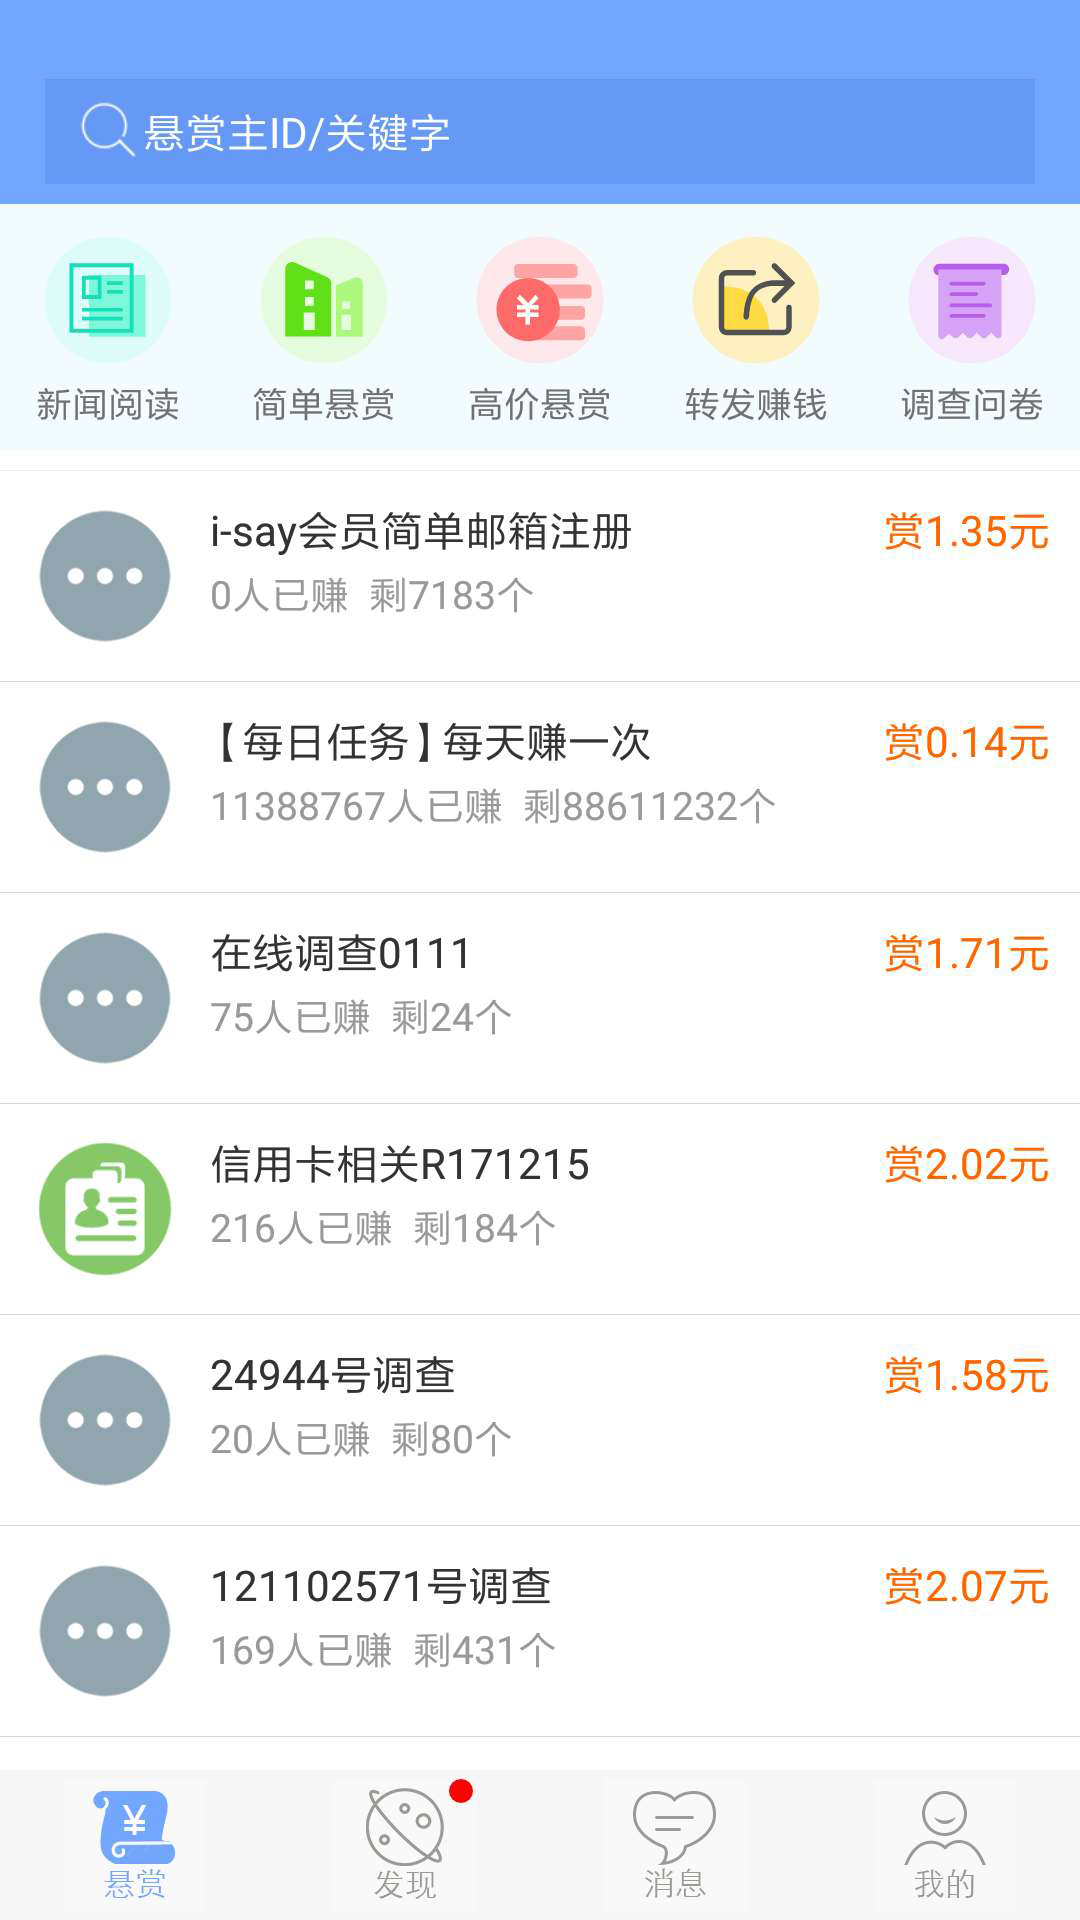 悬赏主ID/关键字
新闻阅读 简单悬赏 高价悬赏 转发赚钱 调查问卷
i-say会员简单邮箱注册 赏1.35元
0人已赚 剩7183个
【每日任务】每天赚一次 赏0.14元
11388767人已赚 剩88611232个
在线调查0111 赏1.71元
75人已赚 剩24个
信用卡相关R171215 赏2.02元
216人已赚 剩184个
24944号调查 赏1.58元
20人已赚 剩80个
121102571号调查 赏2.07元
169人已赚 剩431个
悬赏 发现 消息 我的